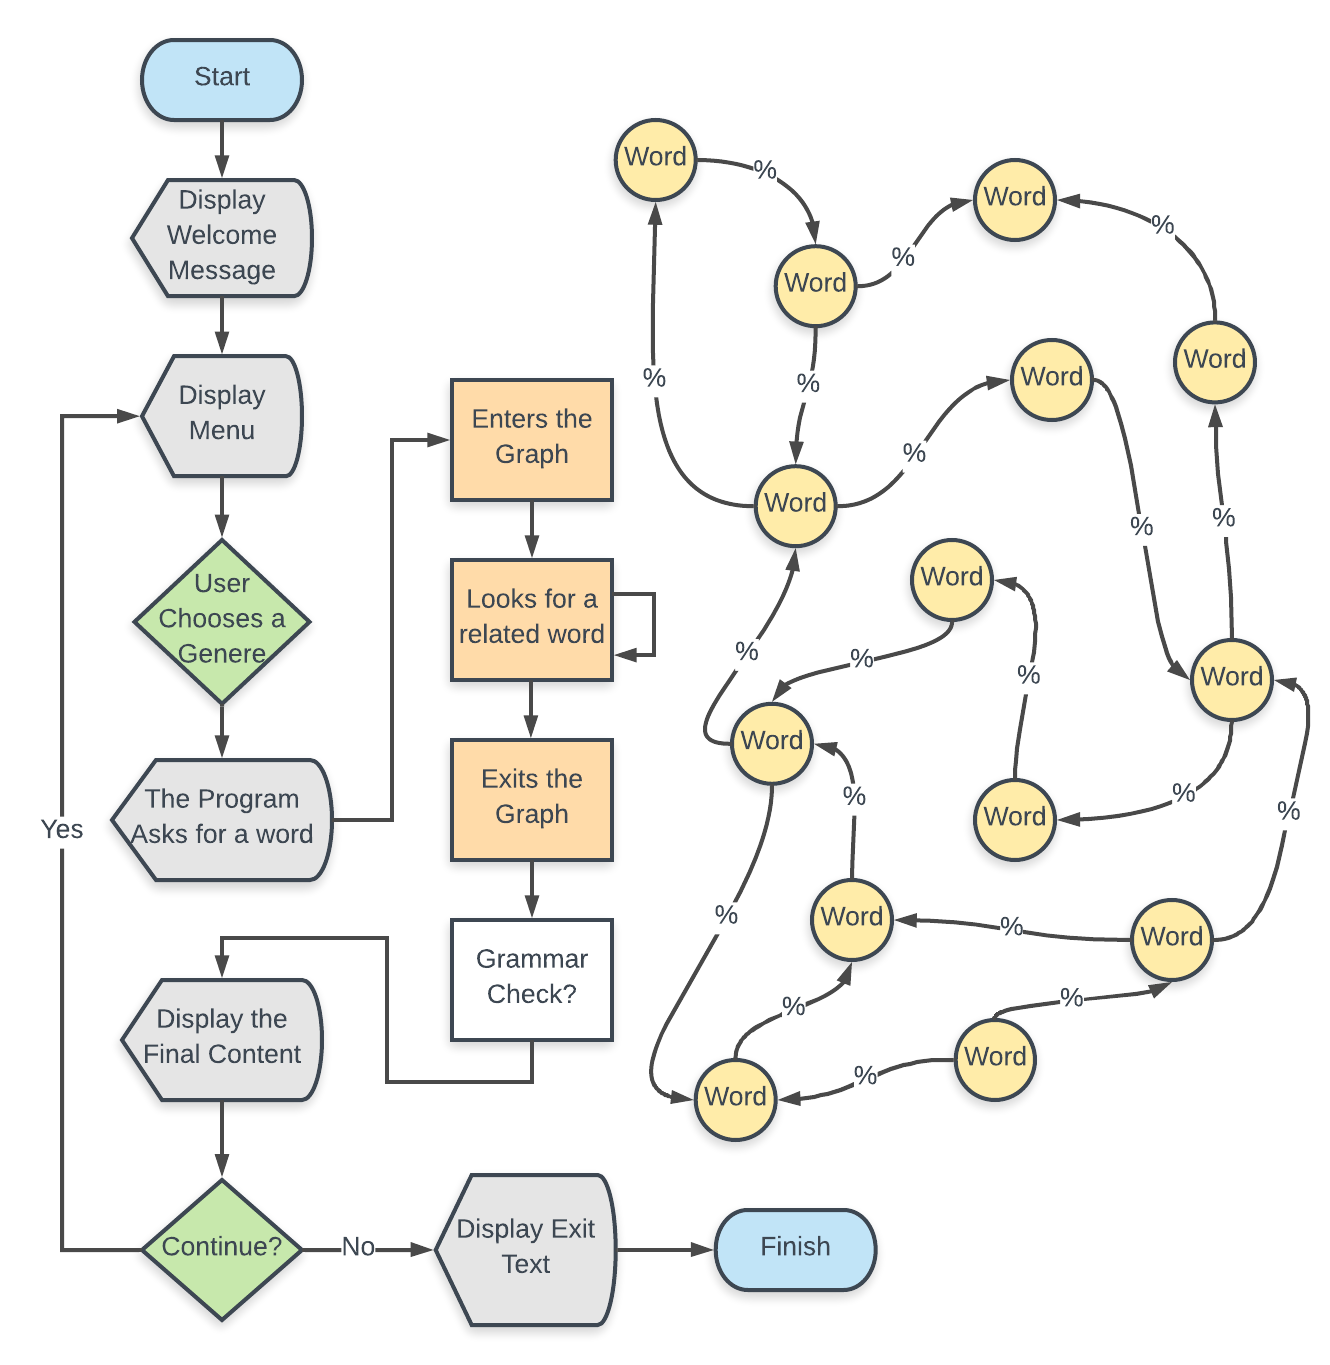 Start
Display
Welcome
Message
Display
Menu
User
Chooses a
Genere
The Program
Asks for a word
Yes
Enters the
Graph
Looks for a
related word
Exits the
Graph
Grammar
Check?
Display the
Final Content
Continue?
No
Display Exit
Text
Finish
Word
%
Word
%
Word
%
Word
%
%
Word
%
%
Word
%
%
Word
%
%
Word
%
Word
%
Word
%
%
Word
%
Word
%
%
Word
%
Word
%
Word